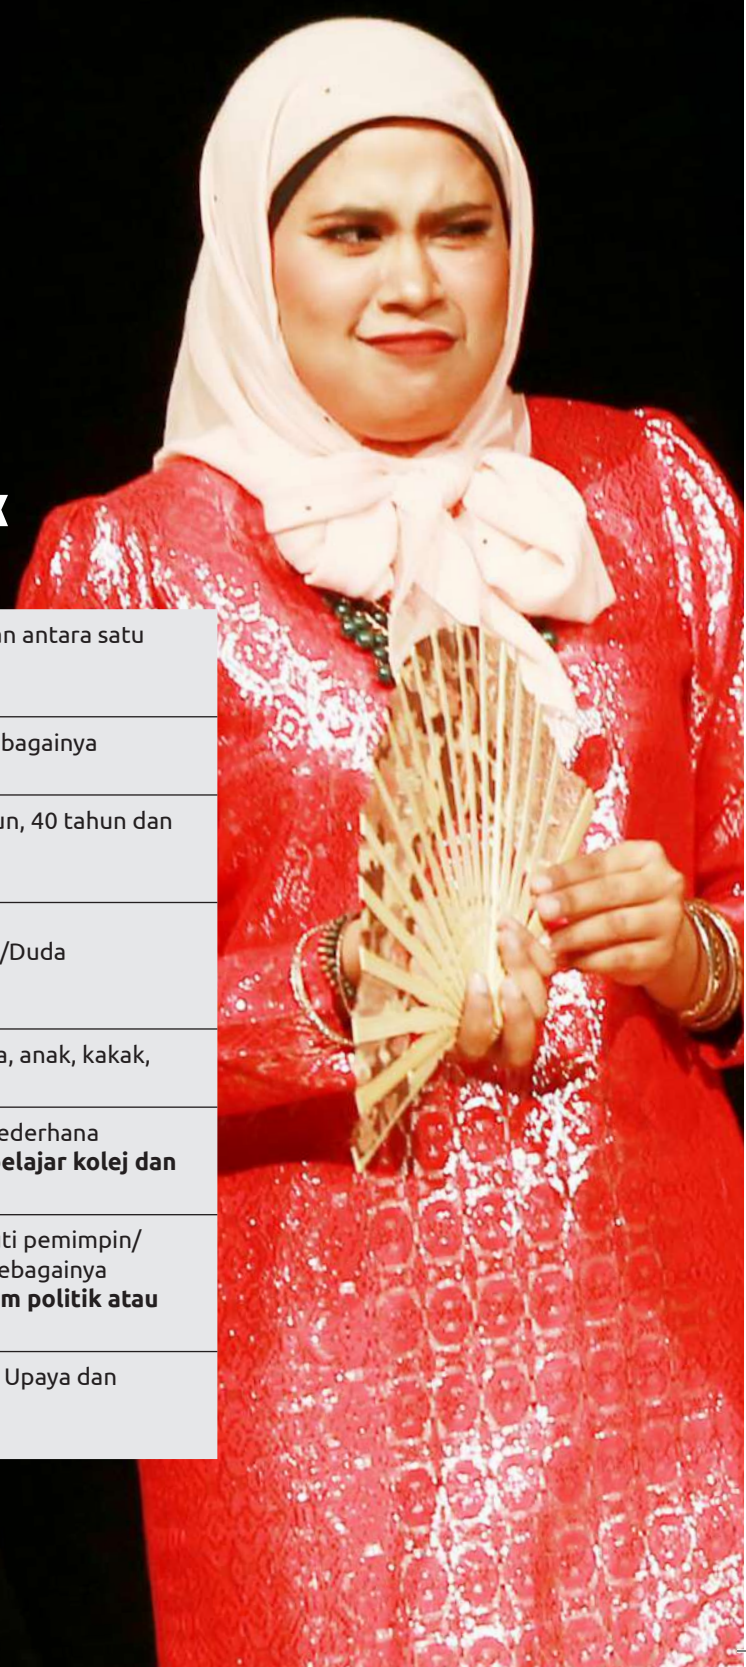 an antara satu
bagainya
un, 40 tahun dan
/Duda
a, anak, kakak,
ederhana
elajar kolej dan
ti pemimpin/
ebagainya
m politik atau
Upaya dan